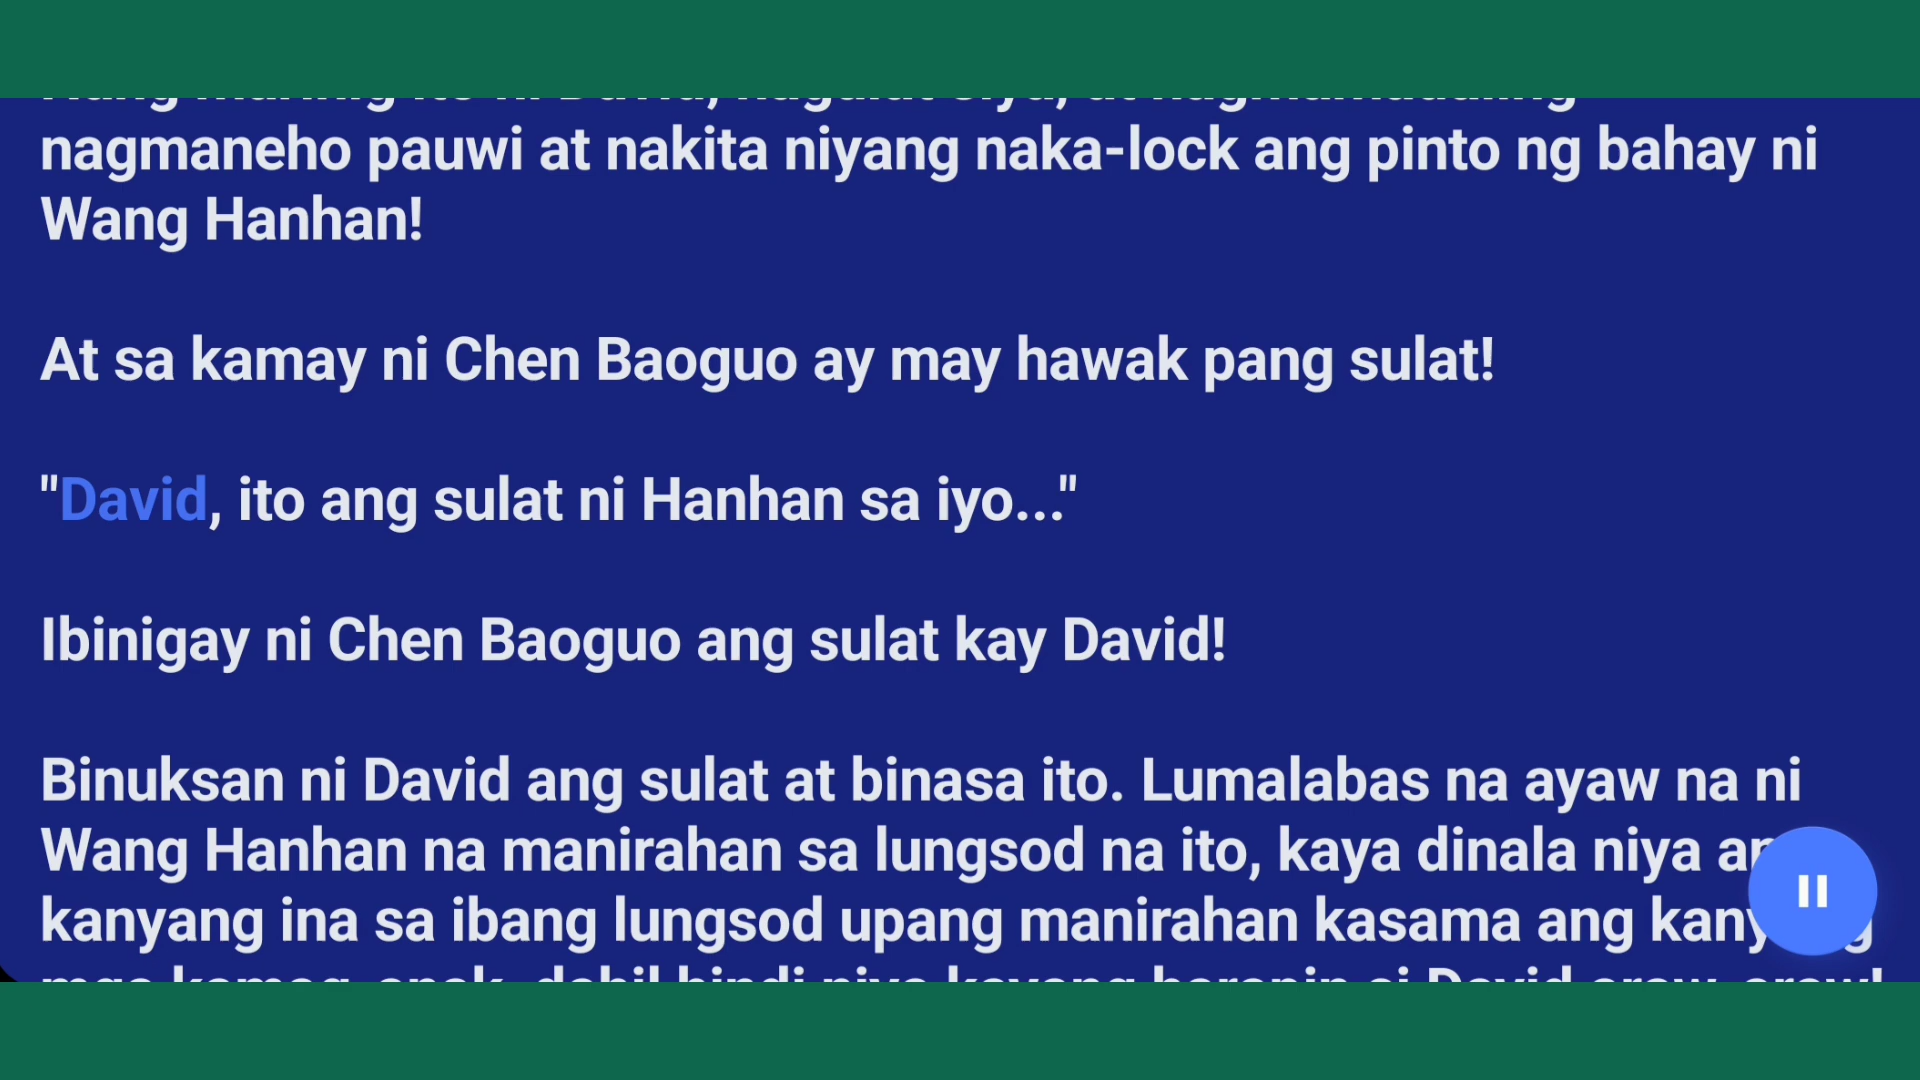 nagmaneho pauwi at nakita niyang naka-lock ang pinto ng bahay ni
Wang Hanhan!
At sa kamay ni Chen Baoguo ay may hawak pang sulat!
"David, ito ang sulat ni Hanhan sa iyo..."
Ibinigay ni Chen Baoguo ang sulat kay David!
Binuksan ni David ang sulat at binasa ito. Lumalabas na ayaw na ni
Wang Hanhan na manirahan sa lungsod na ito, kaya dinala niya
kanyang ina sa ibang lungsod upang manirahan kasama ang